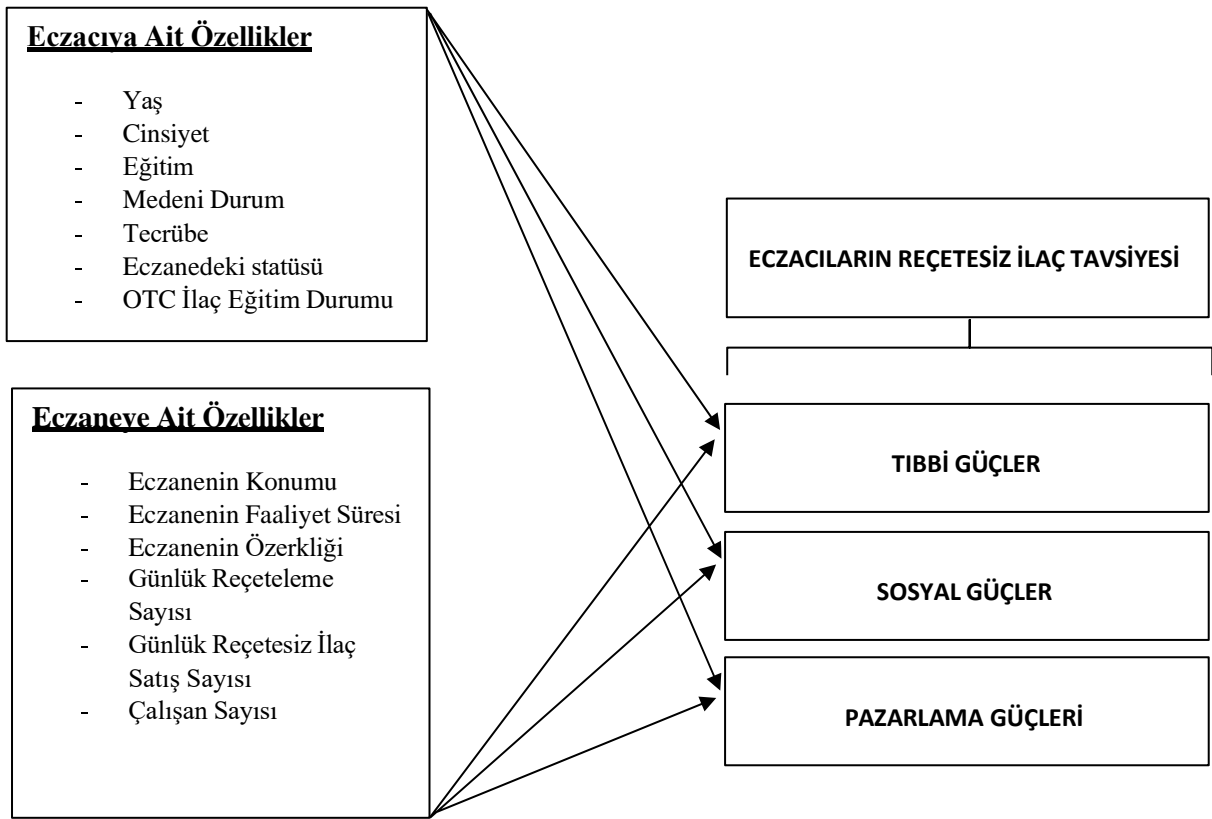 Eczacıya Ait Özellikler
- Yaş
- Cinsiyet
- Eğitim
- Medeni Durum
- Tecrübe
- Eczanedeki statüsü
- OTC İlaç Eğitim Durumu
Eczaneye Ait Özellikler
- Eczanenin Konumu
- Eczanenin Faaliyet Süresi
- Eczanenin Özerkliği
- Günlük Reçeteleme
Sayısı
- Günlük Reçetesiz İlaç
Satış Sayısı
- Çalışan Sayısı
ECZACILARIN REÇETESİZ İLAÇ TAVSİYESİ
TIBBİ GÜÇLER
SOSYAL GÜÇLER
PAZARLAMA GÜÇLERİ